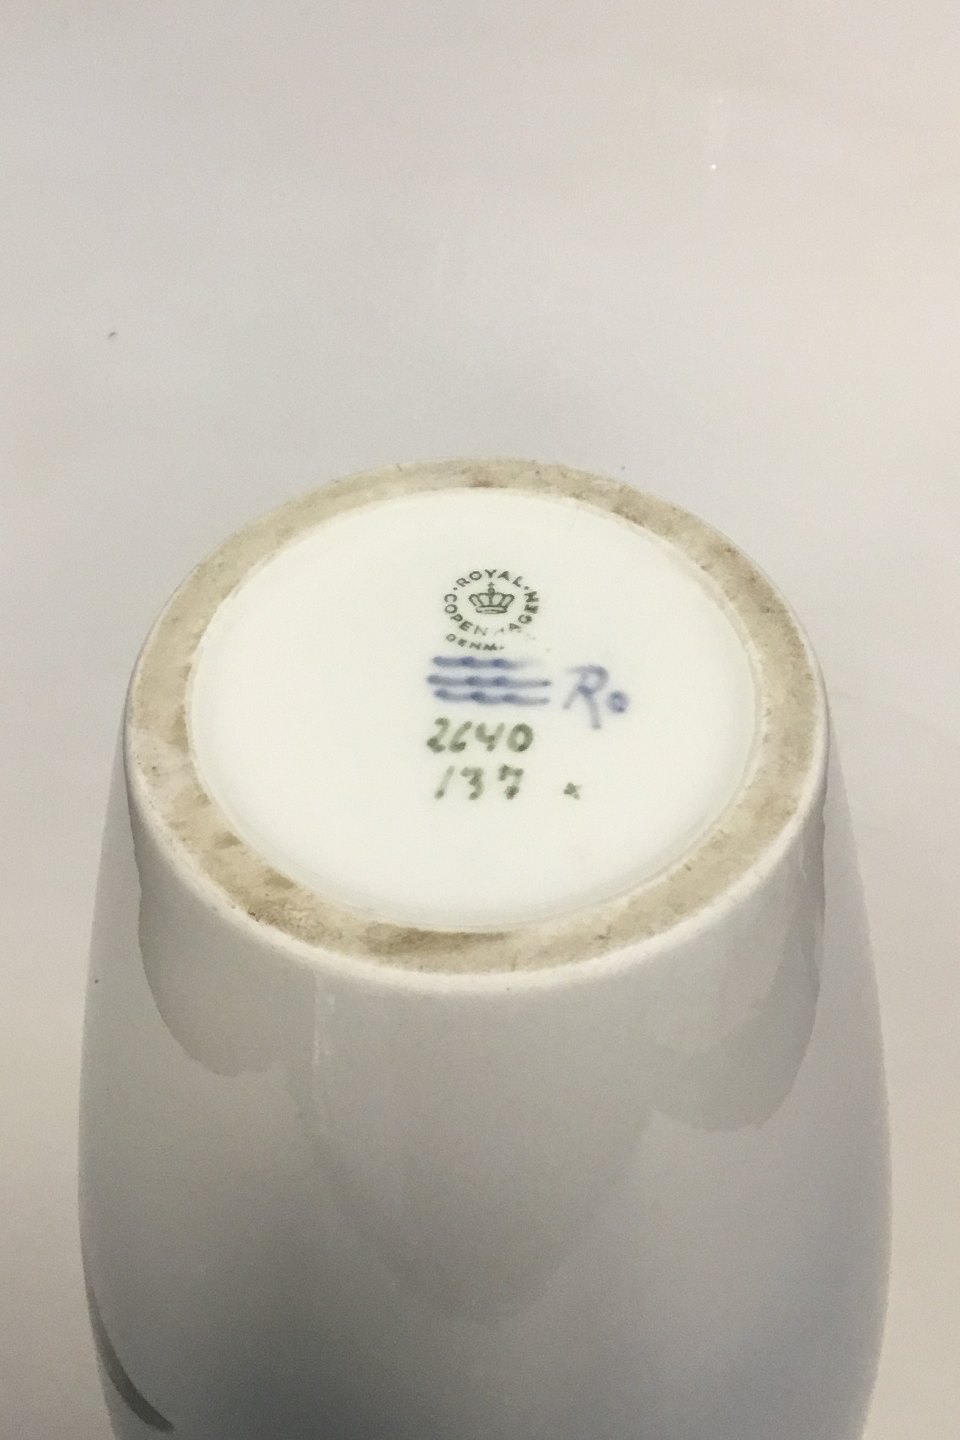 ROYAL
COPENHAGEN
DENM
Ro
2640
137 x